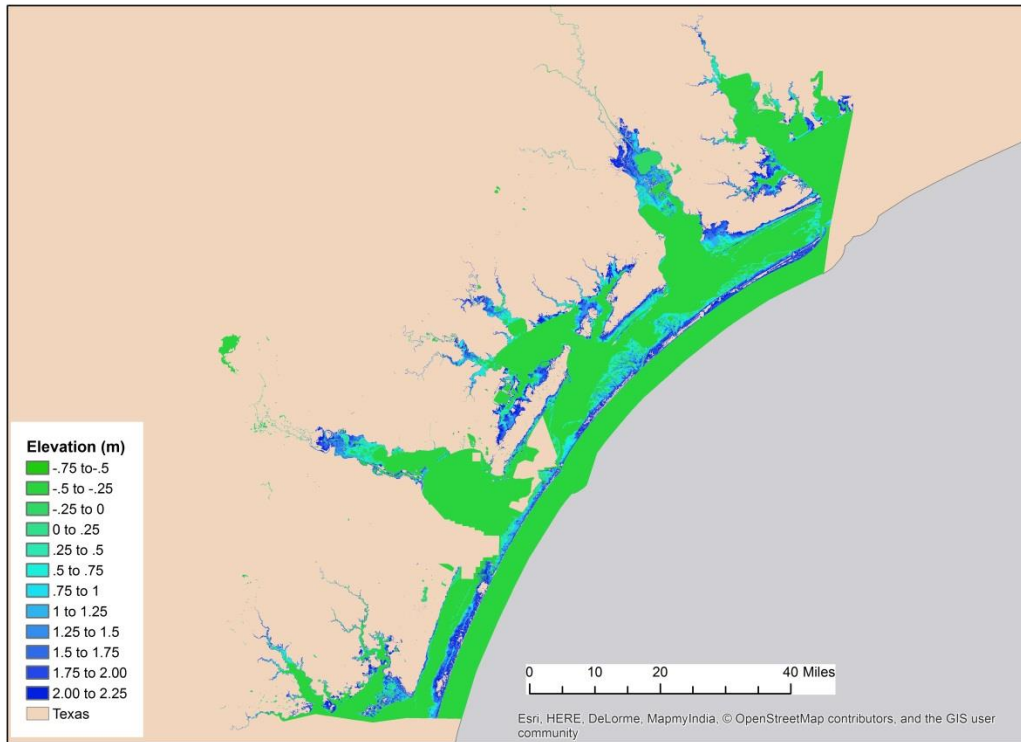 Elevation (m)
-.75 to-.5
-.5 to -.25
-.25 to 0
0 to .25
.25 to .5
.5 to .75
.75 to 1
1 to 1.25
1.25 to 1.5
1.5 to 1.75
1.75 to 2.00
2.00 to 2.25
Texas
0 10 20 40 Miles
Esri, HERE, DeLorme, MapmyIndia, © OpenStreetMap contributors, and the GIS user
community